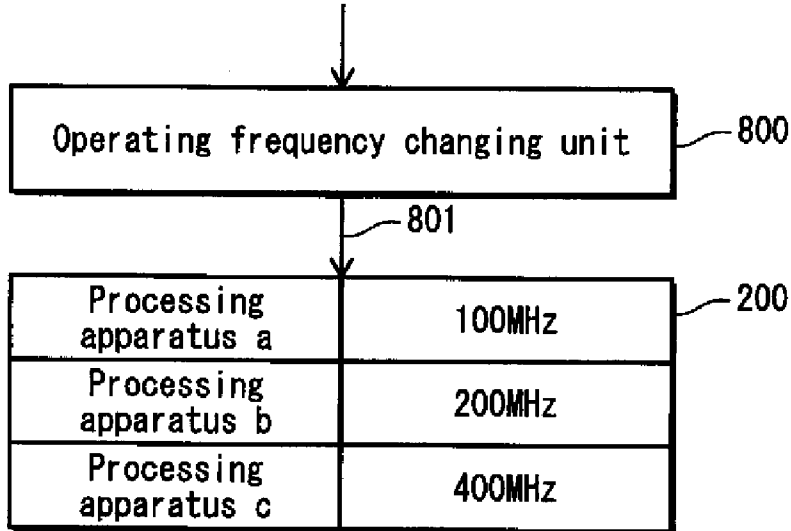 Operating frequency changing unit
800
801
Processing
apparatus a
100MHz
200
Processing
apparatus b
200MHz
Processing
apparatus c
400MHz